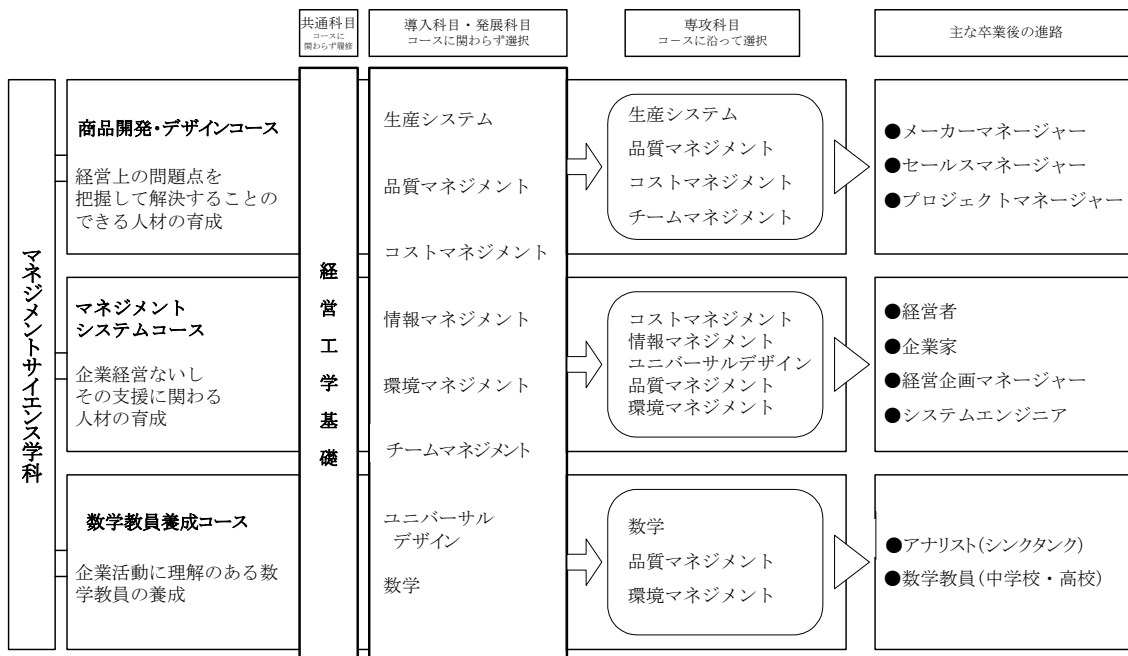 共通科目
コースに
関わらず履修
導入科目・発展科目
コースに関わらず選択
専攻科目
コースに沿って選択
主な卒業後の進路
マネジメントサイエンス学科
商品開発・デザインコース
経営上の問題点を
把握して解決することの
できる人材の育成
マネジメント
システムコース
企業経営ないし
その支援に関わる
人材の育成
数学教員養成コース
企業活動に理解のある数
学教員の養成
経営工学基礎
生産システム
品質マネジメント
コストマネジメント
情報マネジメント
環境マネジメント
チームマネジメント
ユニバーサル
デザイン
数学
生産システム
品質マネジメント
コストマネジメント
チームマネジメント
コストマネジメント
情報マネジメント
ユニバーサルデザイン
品質マネジメント
環境マネジメント
数学
品質マネジメント
環境マネジメント
●メーカーマネージャー
●セールスマネージャー
●プロジェクトマネージャー
●経営者
●企業家
●経営企画マネージャー
●システムエンジニア
●アナリスト(シンクタンク)
●数学教員(中学校・高校)